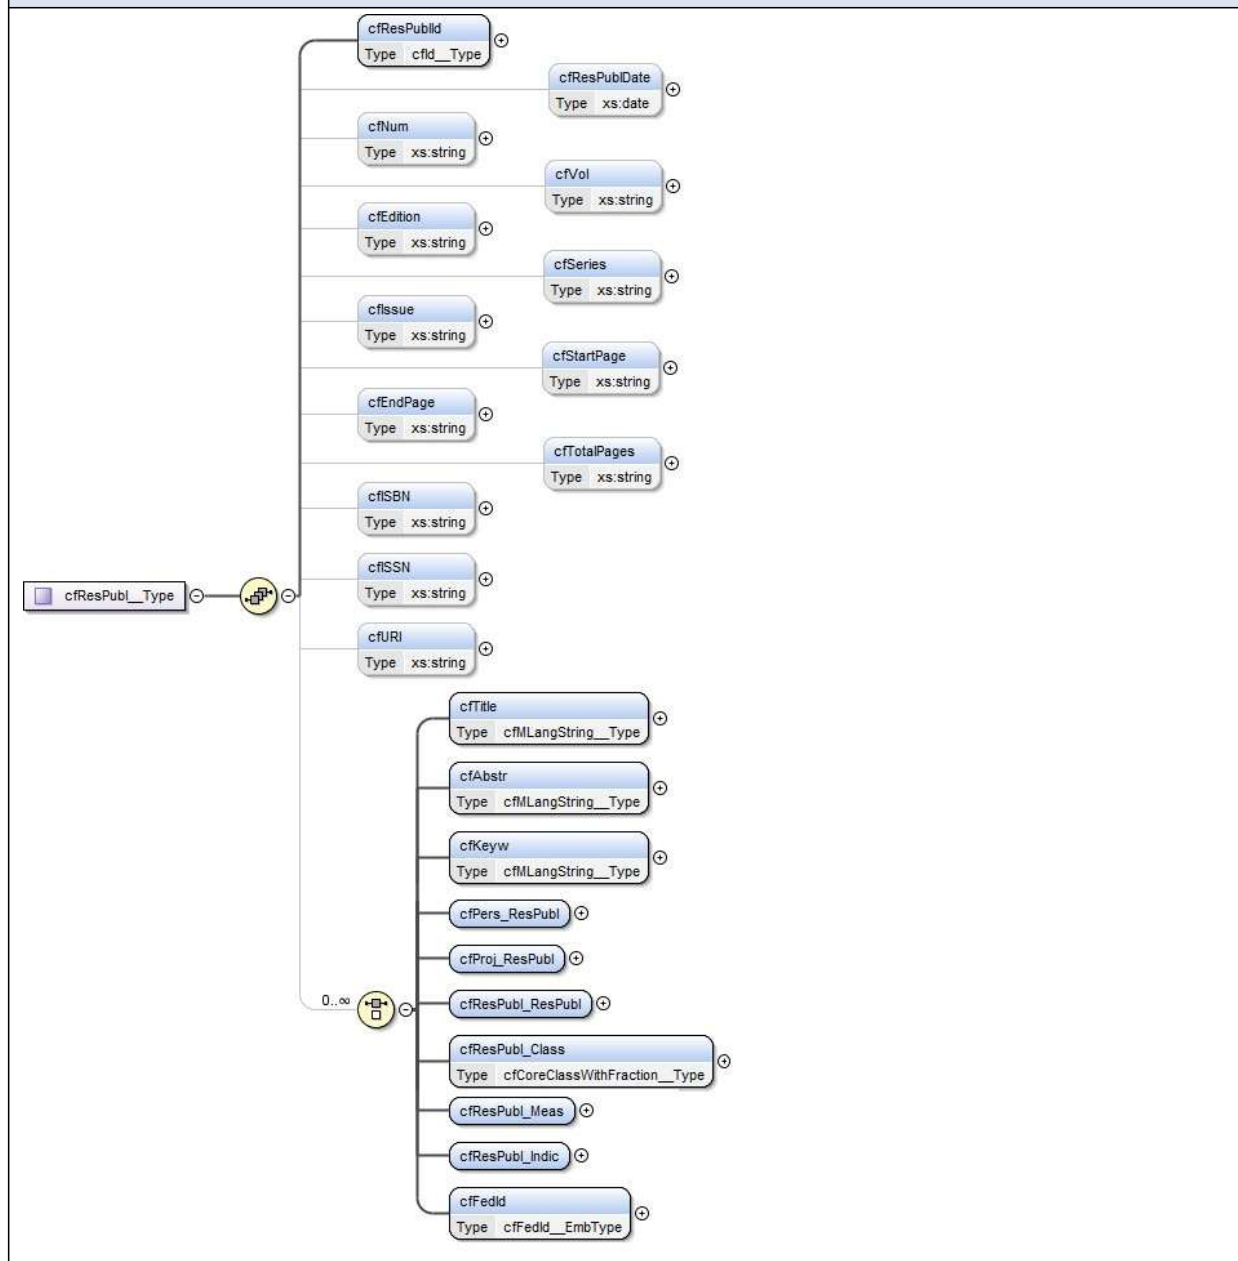 cfResPublId
Type cfId__Type
cfResPublDate
Type xs:date
cfNum
Type xs:string
cfVol
Type xs:string
cfEdition
Type xs:string
cfSeries
Type xs:string
cfIssue
Type xs:string
cfStartPage
Type xs:string
cfEndPage
Type xs:string
cfTotalPages
Type xs:string
cfISBN
Type xs:string
cfISSN
Type xs:string
cfResPubl__Type
cfURI
Type xs:string
cfTitle
Type cfMLangString__Type
cfAbstr
Type cfMLangString__Type
cfKeyw
Type cfMLangString__Type
cfPers_ResPubl
cfProj_ResPubl
0..∞
cfResPubl_ResPubl
cfResPubl_Class
Type cfCoreClassWithFraction__Type
cfResPubl_Meas
cfResPubl_Indic
cfFedId
Type cfFedId__EmbType